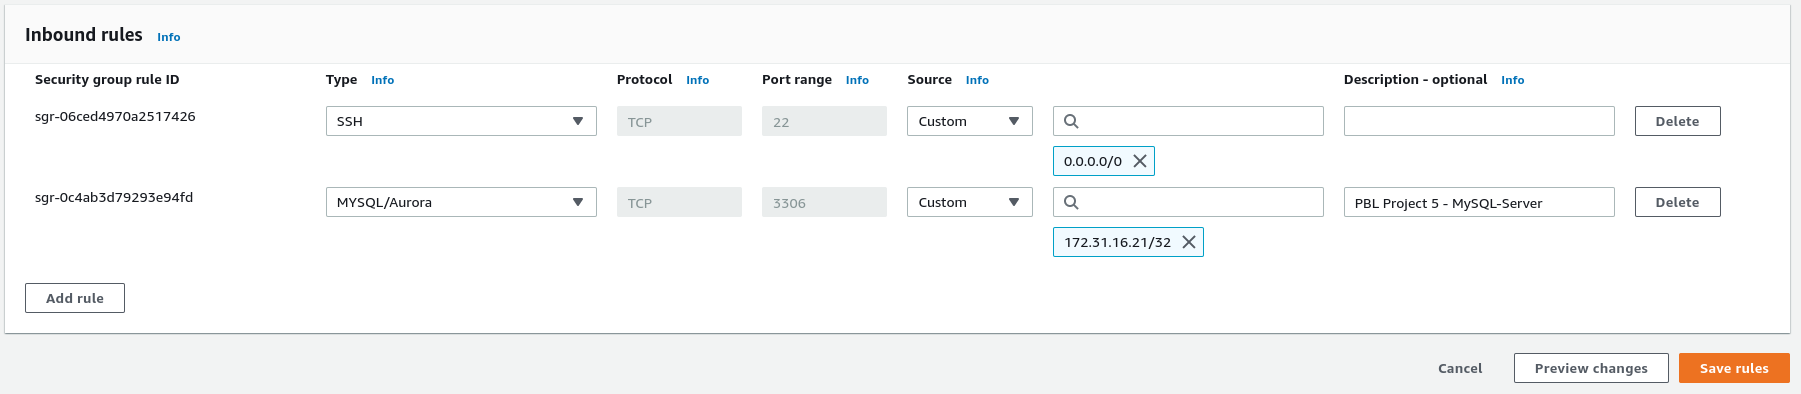 Inbound rules Info
Security group rule ID Type Info Protocol Info Port range Info Source Info Description - optional Info
sgr-06ced4970a2517426 SSH TCP 22 Custom Delete
0.0.0.0/0
sgr-0c4ab3d79293e94fd MYSQL/Aurora TCP 3306 Custom PBL Project 5 - MySQL-Server Delete
172.31.16.21/32
Add rule
Cancel Preview changes Save rules